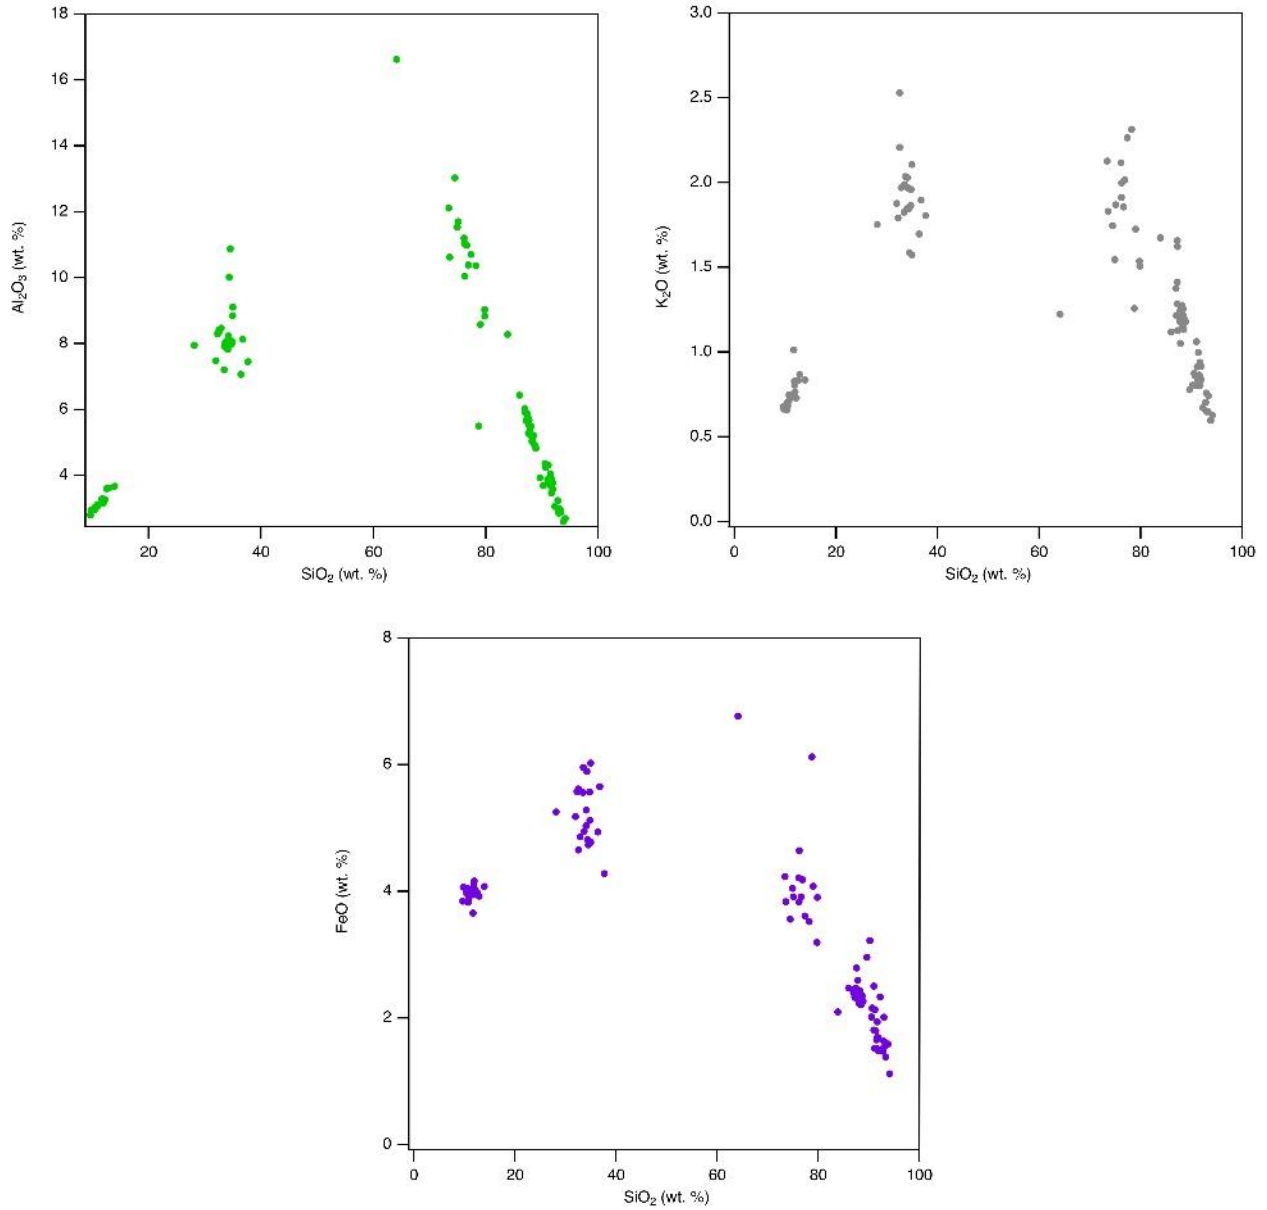 18
16
14
12
10
8
6
4
Al₂O₃ (wt. %)
20 40 60 80 100
SiO₂ (wt. %)
3.0
2.5
2.0
1.5
1.0
0.5
0.0
K₂O (wt. %)
0 20 40 60 80 100
SiO₂ (wt. %)
8
6
4
2
0
FeO (wt. %)
0 20 40 60 80 100
SiO₂ (wt. %)